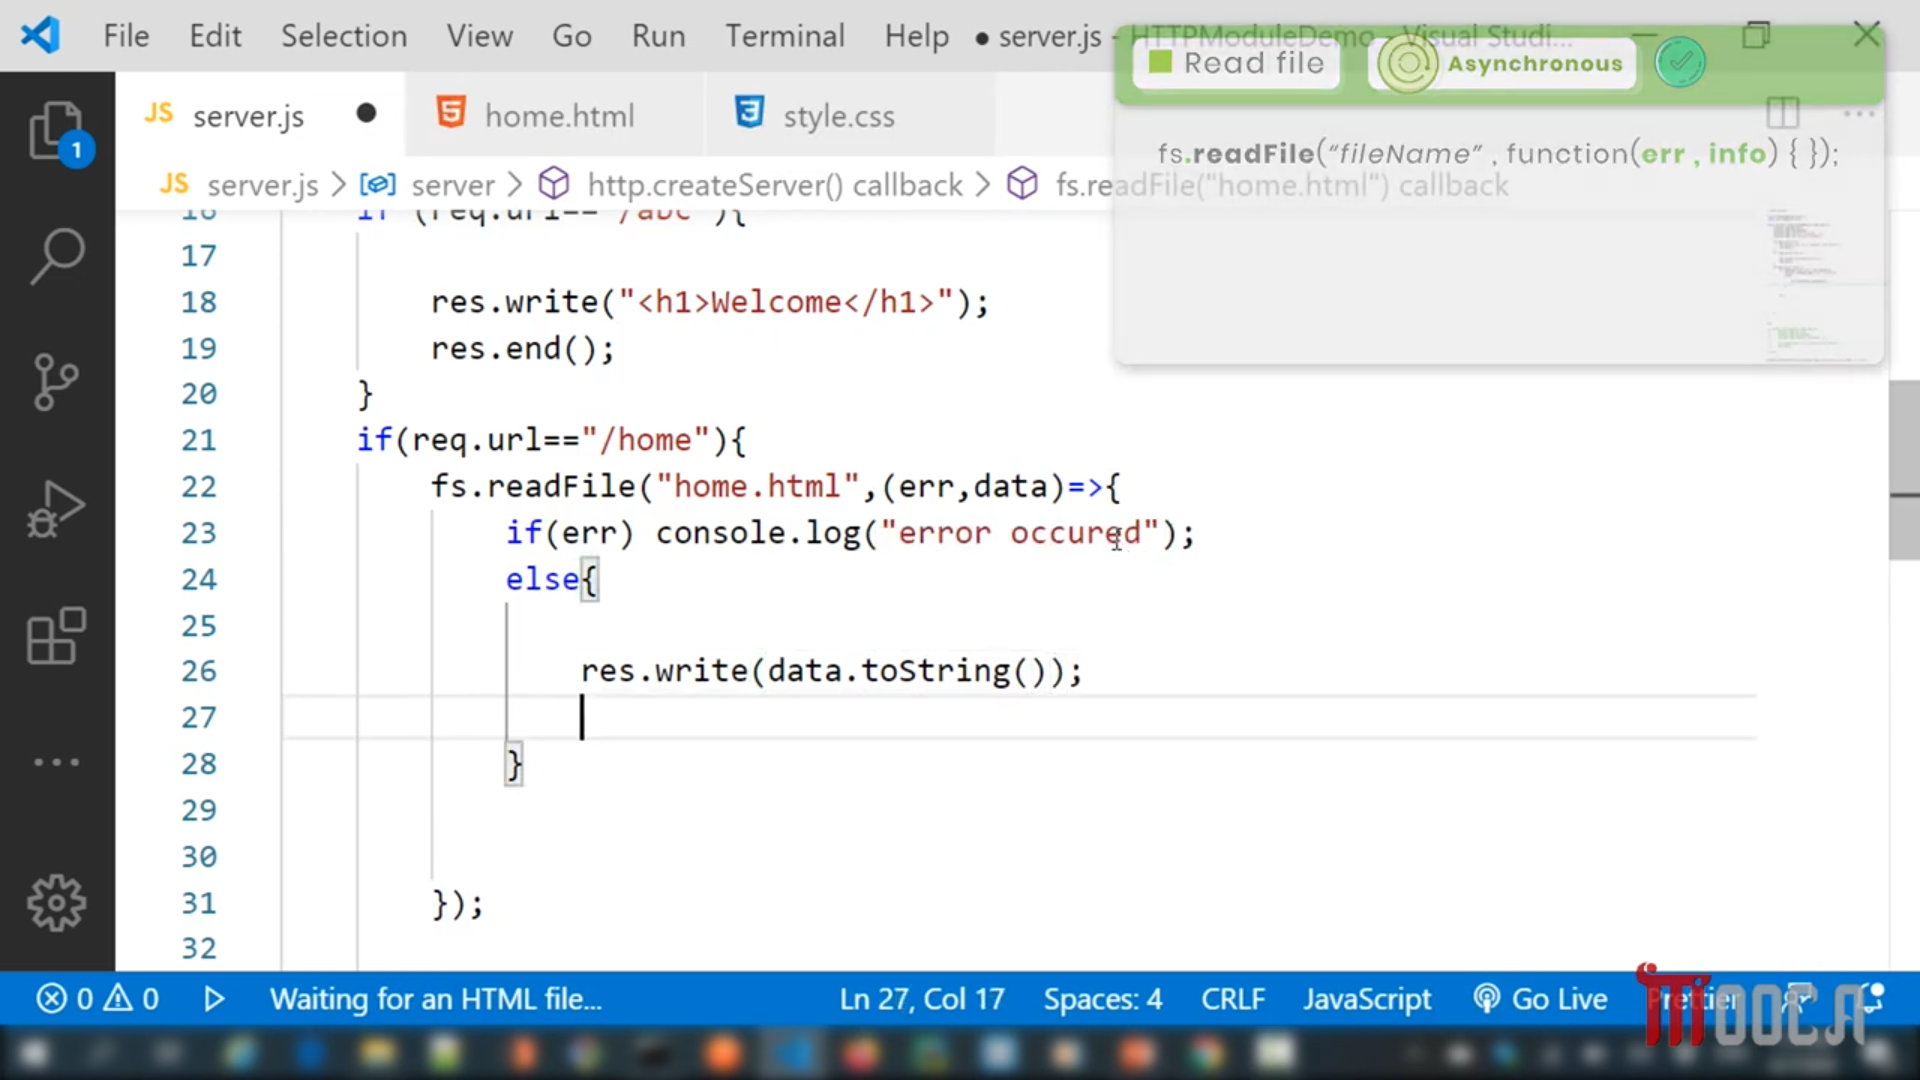 File Edit Selection View Go Run Terminal Help ● server.js - HTTPModuleDemo - Visual Studi...
Read file Asynchronous
JS server.js ● home.html style.css
fs.readFile(“fileName” , function(err , info) { });
JS server.js > server > http.createServer() callback > fs.readFile("home.html") callback
16 if (req.url=="/abc"){
17
18 res.write("<h1>Welcome</h1>");
19 res.end();
20 }
21 if(req.url=="/home"){
22 fs.readFile("home.html",(err,data)=>{
23 if(err) console.log("error occured");
24 else{
25
26 res.write(data.toString());
27
28 }
29
30
31 });
32
1
0 0 Waiting for an HTML file... Ln 27, Col 17 Spaces: 4 CRLF JavaScript Go Live Prettier
MOOCA